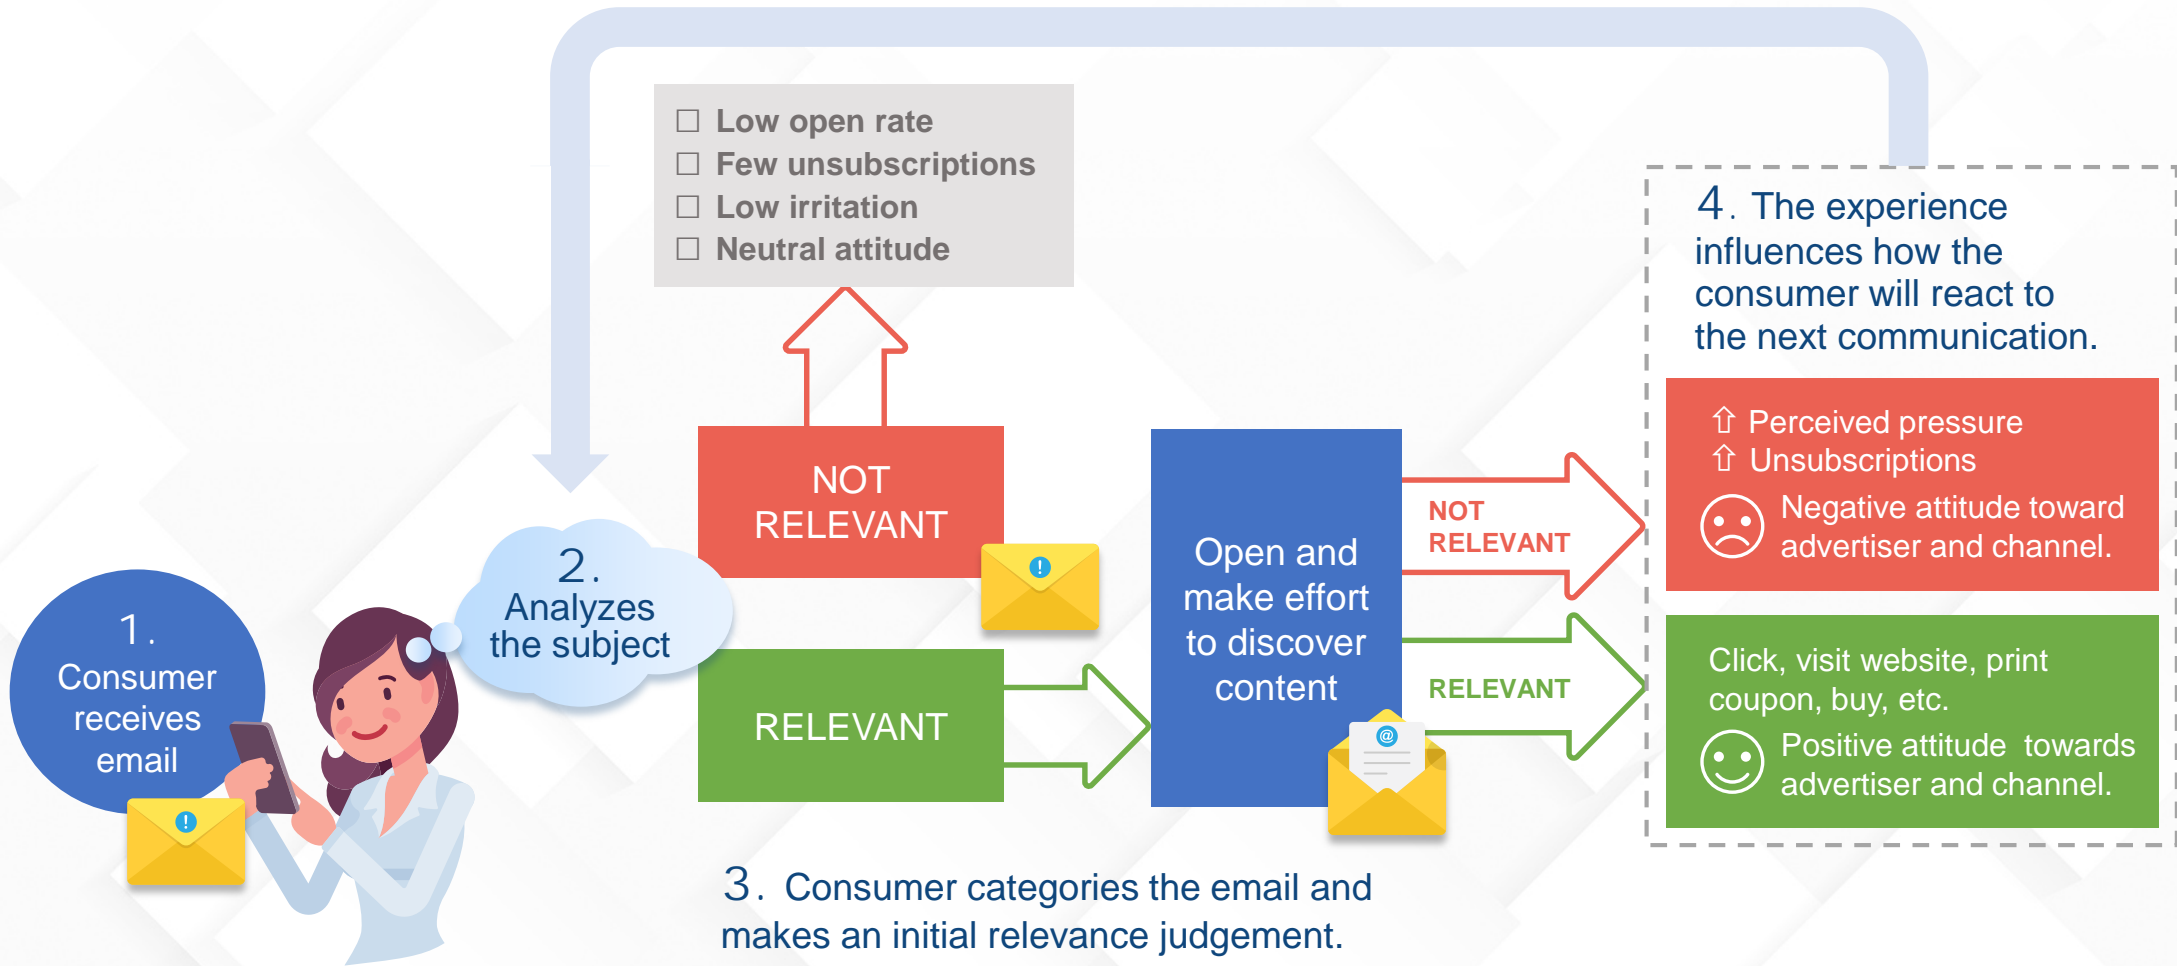 1.
Consumer
receives
email
2.
Analyzes
the subject
☐ Low open rate
☐ Few unsubscriptions
☐ Low irritation
☐ Neutral attitude
NOT
RELEVANT
!
RELEVANT
!
Open and
make effort
to discover
content
@
3. Consumer categories the email and
makes an initial relevance judgement.
NOT
RELEVANT
RELEVANT
4. The experience
influences how the
consumer will react to
the next communication.
⇧ Perceived pressure
⇧ Unsubscriptions
Negative attitude toward
advertiser and channel.
Click, visit website, print
coupon, buy, etc.
Positive attitude towards
advertiser and channel.